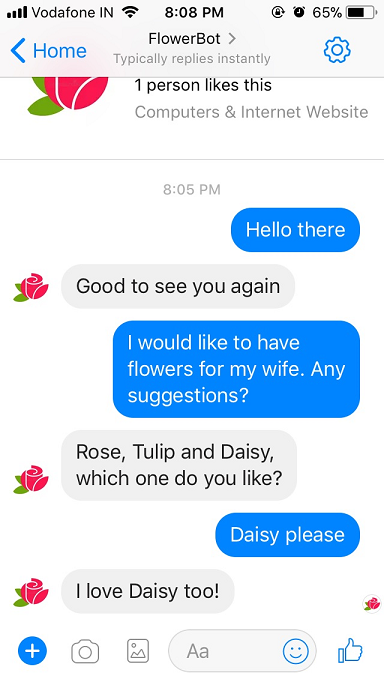 Vodafone IN 8:08 PM 65%
Home FlowerBot
Typically replies instantly
1 person likes this
Computers & Internet Website
8:05 PM
Hello there
Good to see you again
I would like to have
flowers for my wife. Any
suggestions?
Rose, Tulip and Daisy,
which one do you like?
Daisy please
I love Daisy too!
Aa